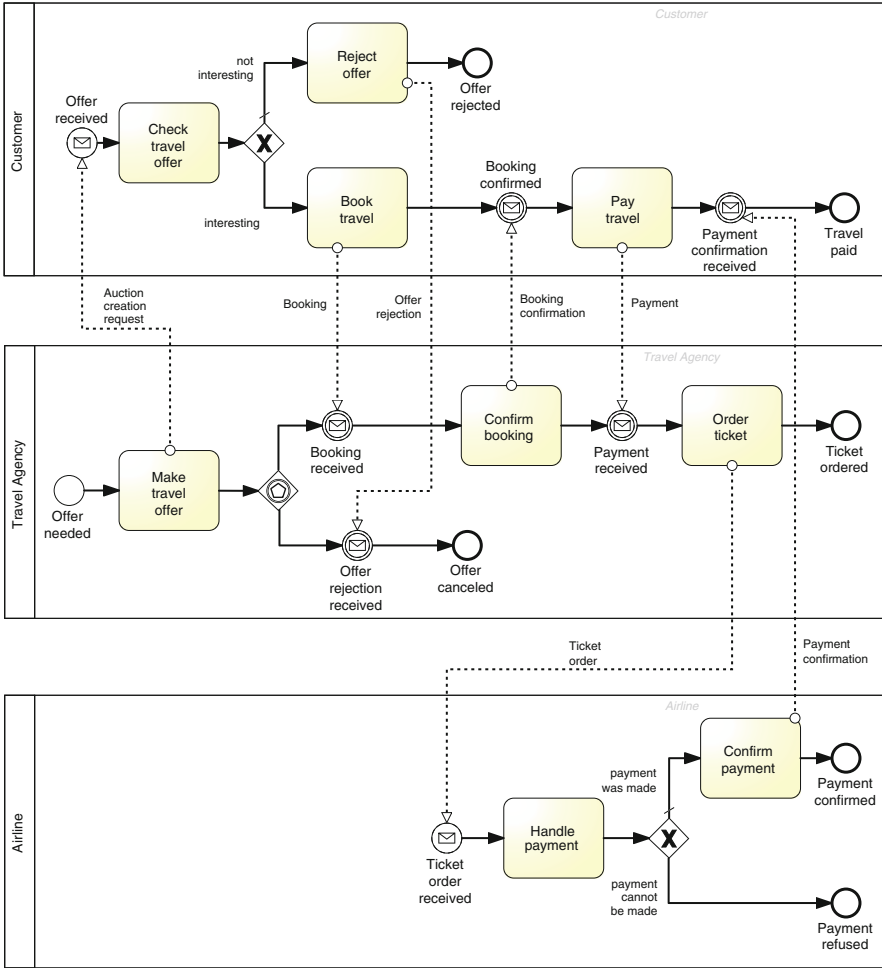 Customer
Customer
Offer
received
Check
travel
offer
not
interesting
interesting
Reject
offer
Offer
rejected
Book
travel
Booking
confirmed
Pay
travel
Payment
confirmation
received
Travel
paid
Auction
creation
request
Booking
Offer
rejection
Booking
confirmation
Payment
Travel Agency
Travel Agency
Offer
needed
Make
travel
offer
Booking
received
Offer
rejection
received
Offer
canceled
Confirm
booking
Payment
received
Order
ticket
Ticket
ordered
Ticket
order
Payment
confirmation
Airline
Airline
Ticket
order
received
Handle
payment
payment
was made
payment
cannot
be made
Confirm
payment
Payment
confirmed
Payment
refused